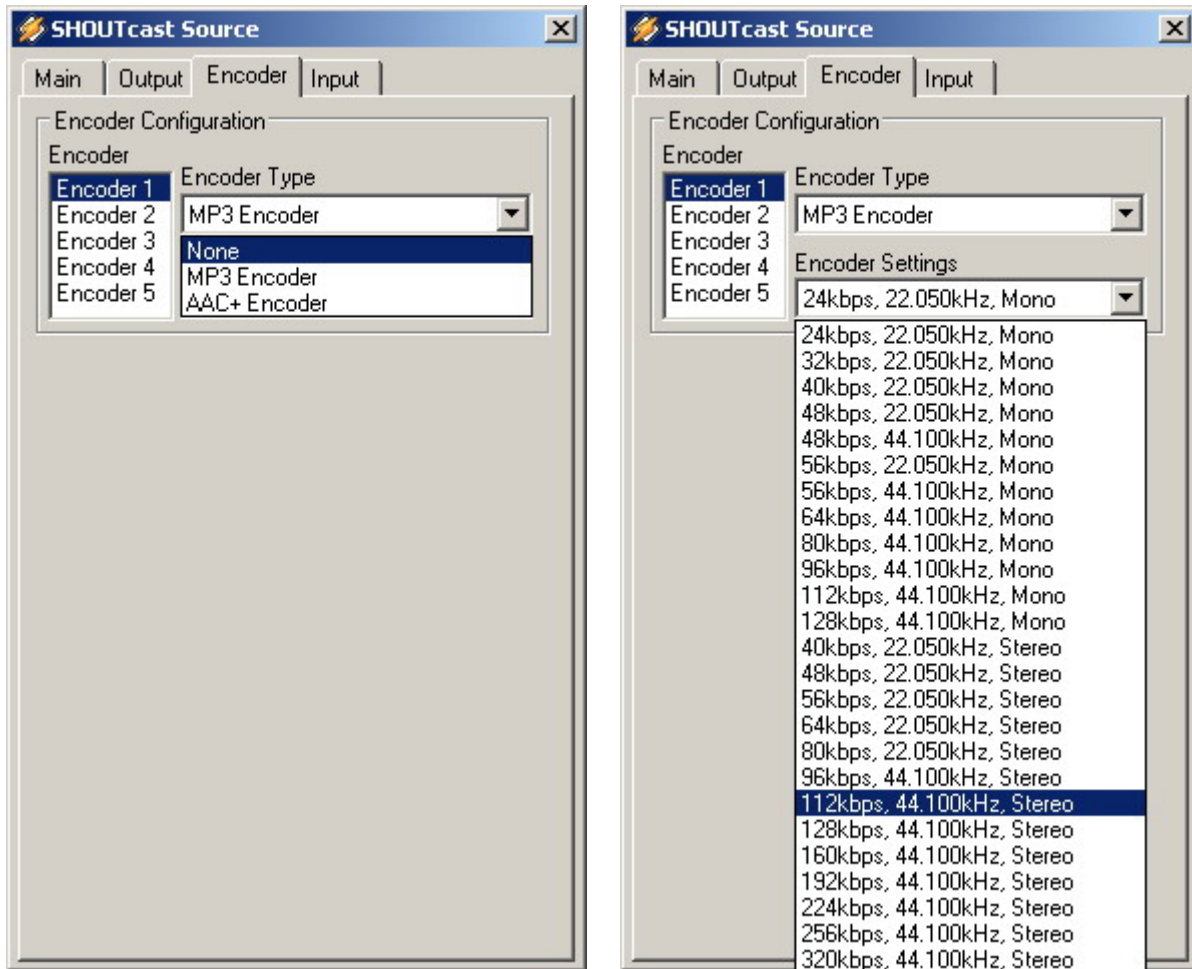 SHOUTcast Source
Main
Output
Encoder
Input
Encoder Configuration
Encoder
Encoder 1
Encoder 2
Encoder 3
Encoder 4
Encoder 5
Encoder Type
MP3 Encoder
None
MP3 Encoder
AAC+ Encoder
SHOUTcast Source
Main
Output
Encoder
Input
Encoder Configuration
Encoder
Encoder 1
Encoder 2
Encoder 3
Encoder 4
Encoder 5
Encoder Type
MP3 Encoder
Encoder Settings
24kbps, 22.050kHz, Mono
24kbps, 22.050kHz, Mono
32kbps, 22.050kHz, Mono
40kbps, 22.050kHz, Mono
48kbps, 22.050kHz, Mono
48kbps, 44.100kHz, Mono
56kbps, 22.050kHz, Mono
56kbps, 44.100kHz, Mono
64kbps, 44.100kHz, Mono
80kbps, 44.100kHz, Mono
96kbps, 44.100kHz, Mono
112kbps, 44.100kHz, Mono
128kbps, 44.100kHz, Mono
40kbps, 22.050kHz, Stereo
48kbps, 22.050kHz, Stereo
56kbps, 22.050kHz, Stereo
64kbps, 22.050kHz, Stereo
80kbps, 22.050kHz, Stereo
96kbps, 44.100kHz, Stereo
112kbps, 44.100kHz, Stereo
128kbps, 44.100kHz, Stereo
160kbps, 44.100kHz, Stereo
192kbps, 44.100kHz, Stereo
224kbps, 44.100kHz, Stereo
256kbps, 44.100kHz, Stereo
320kbps, 44.100kHz, Stereo